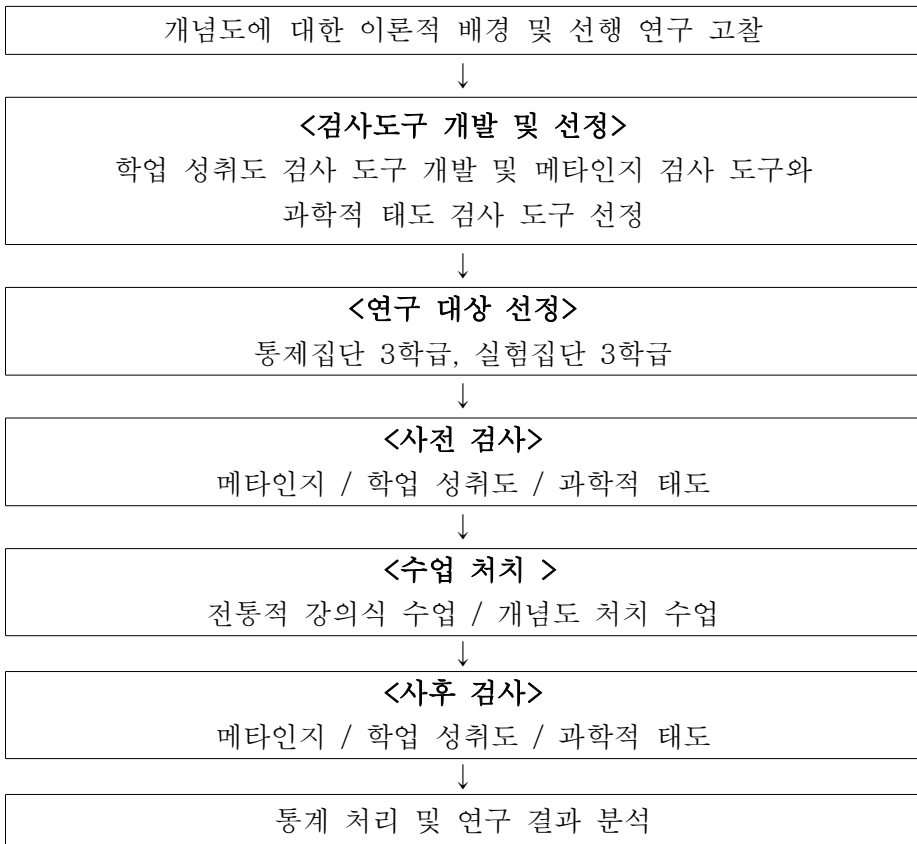 개념도에 대한 이론적 배경 및 선행 연구 고찰
↓
<검사도구 개발 및 선정>
학업 성취도 검사 도구 개발 및 메타인지 검사 도구와
과학적 태도 검사 도구 선정
↓
<연구 대상 선정>
통제집단 3학급, 실험집단 3학급
↓
<사전 검사>
메타인지 / 학업 성취도 / 과학적 태도
↓
<수업 처치 >
전통적 강의식 수업 / 개념도 처치 수업
↓
<사후 검사>
메타인지 / 학업 성취도 / 과학적 태도
↓
통계 처리 및 연구 결과 분석